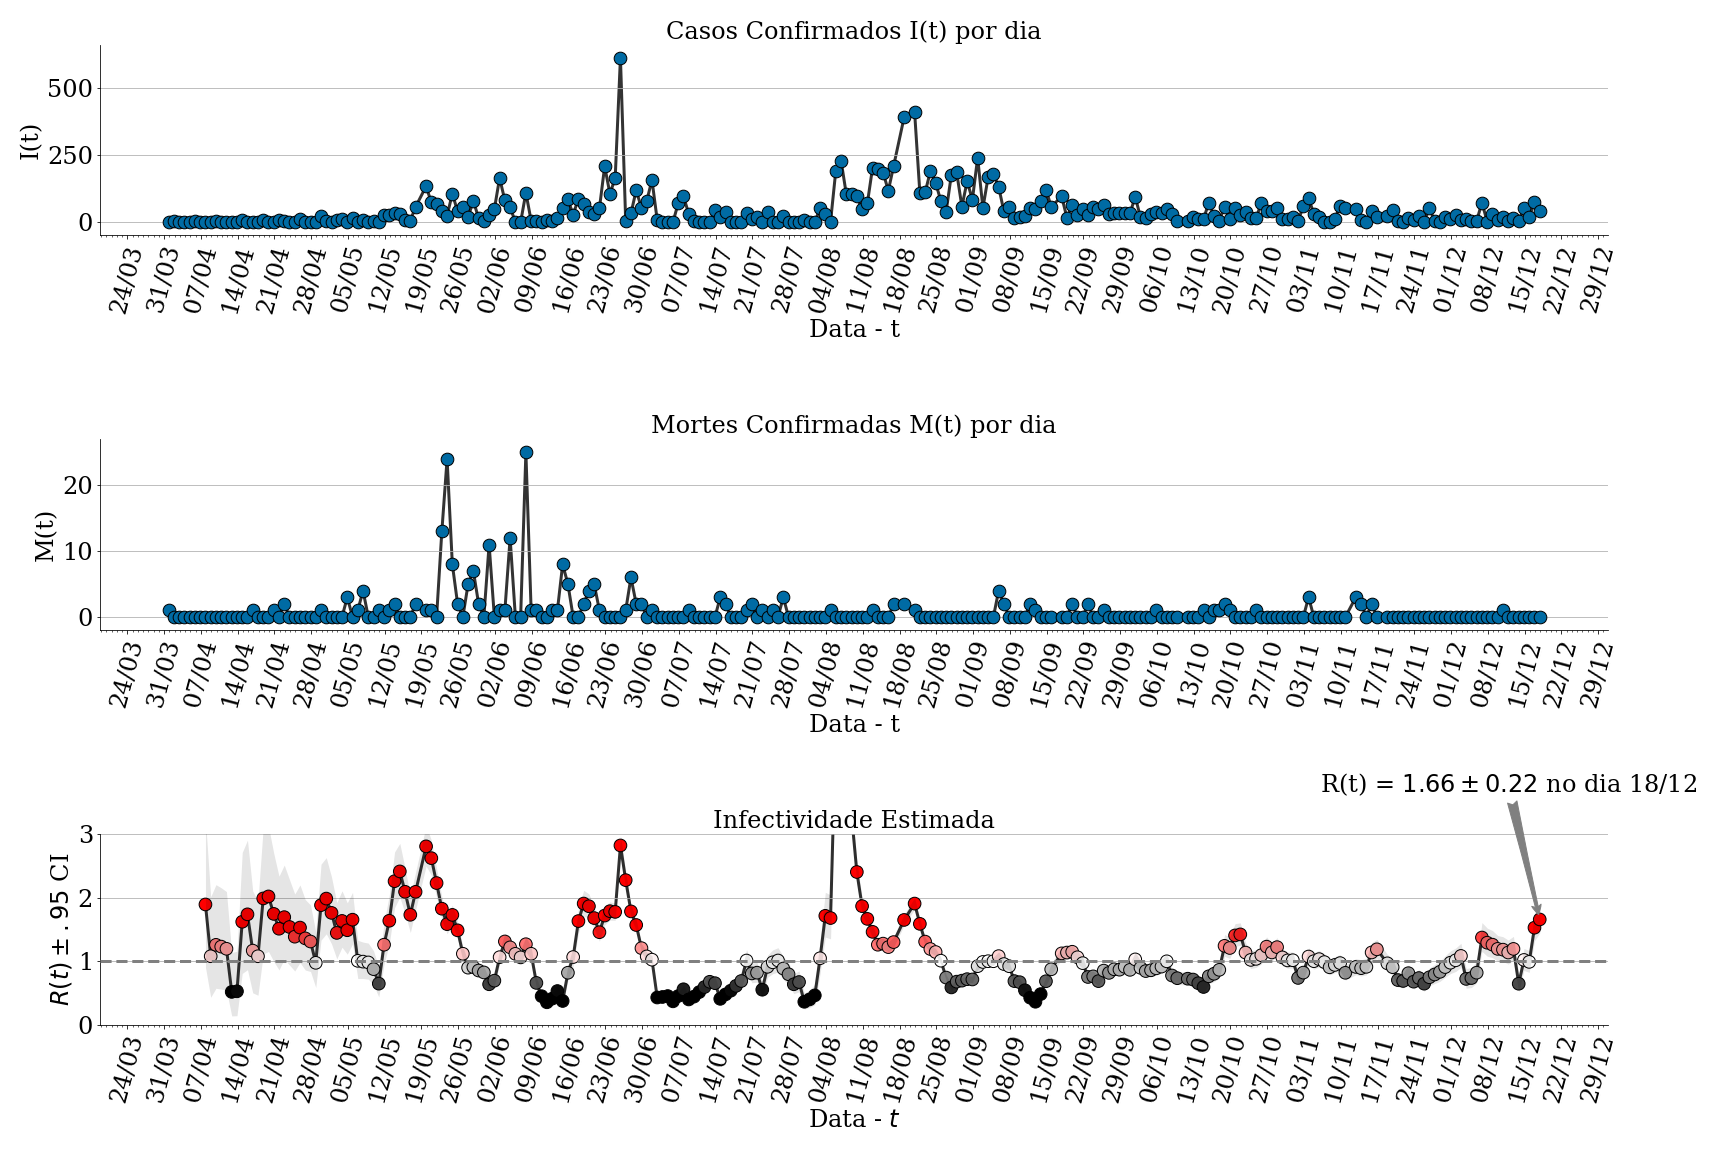 Casos Confirmados I(t) por dia
500
250
0
I(t)
24/03 31/03 07/04 14/04 21/04 28/04 05/05 12/05 19/05 26/05 02/06 09/06 16/06 23/06 30/06 07/07 14/07 21/07 28/07 04/08 11/08 18/08 25/08 01/09 08/09 15/09 22/09 29/09 06/10 13/10 20/10 27/10 03/11 10/11 17/11 24/11 01/12 08/12 15/12 22/12 29/12
Data - t
Mortes Confirmadas M(t) por dia
20
10
0
M(t)
24/03 31/03 07/04 14/04 21/04 28/04 05/05 12/05 19/05 26/05 02/06 09/06 16/06 23/06 30/06 07/07 14/07 21/07 28/07 04/08 11/08 18/08 25/08 01/09 08/09 15/09 22/09 29/09 06/10 13/10 20/10 27/10 03/11 10/11 17/11 24/11 01/12 08/12 15/12 22/12 29/12
Data - t
R(t) = 1.66 ± 0.22 no dia 18/12
Infectividade Estimada
3
2
1
0
R(t) ± .95 CI
24/03 31/03 07/04 14/04 21/04 28/04 05/05 12/05 19/05 26/05 02/06 09/06 16/06 23/06 30/06 07/07 14/07 21/07 28/07 04/08 11/08 18/08 25/08 01/09 08/09 15/09 22/09 29/09 06/10 13/10 20/10 27/10 03/11 10/11 17/11 24/11 01/12 08/12 15/12 22/12 29/12
Data - t